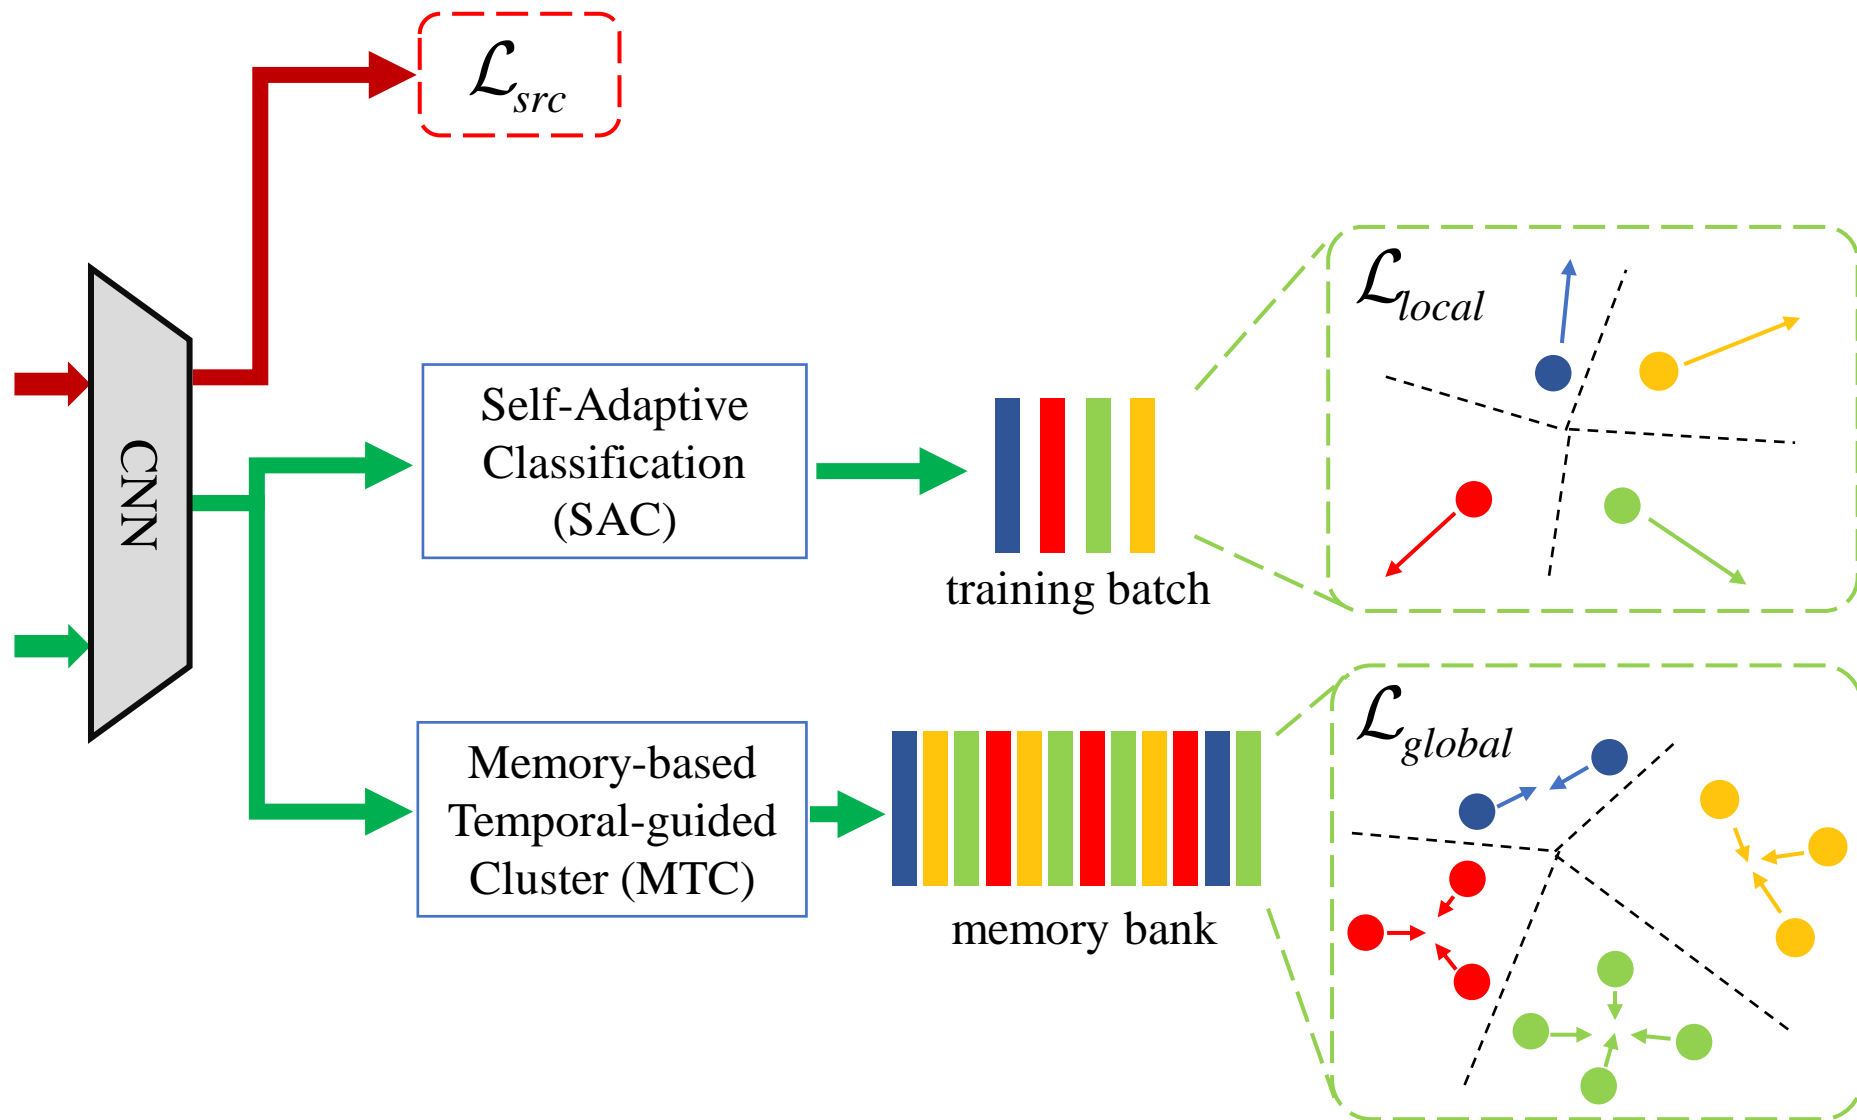 ℒsrc
CNN
Self-Adaptive
Classification
(SAC)
training batch
ℒlocal
Memory-based
Temporal-guided
Cluster (MTC)
memory bank
ℒglobal